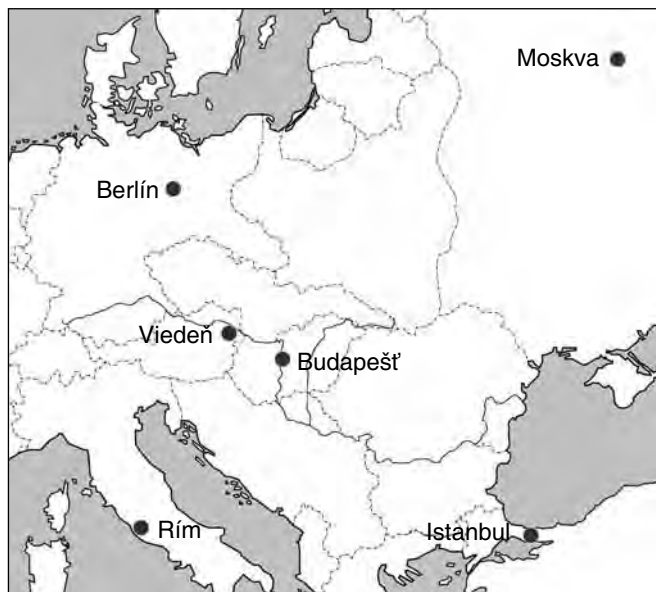 Moskva
Berlín
Viedeň
Budapešť
Rím
Istanbul